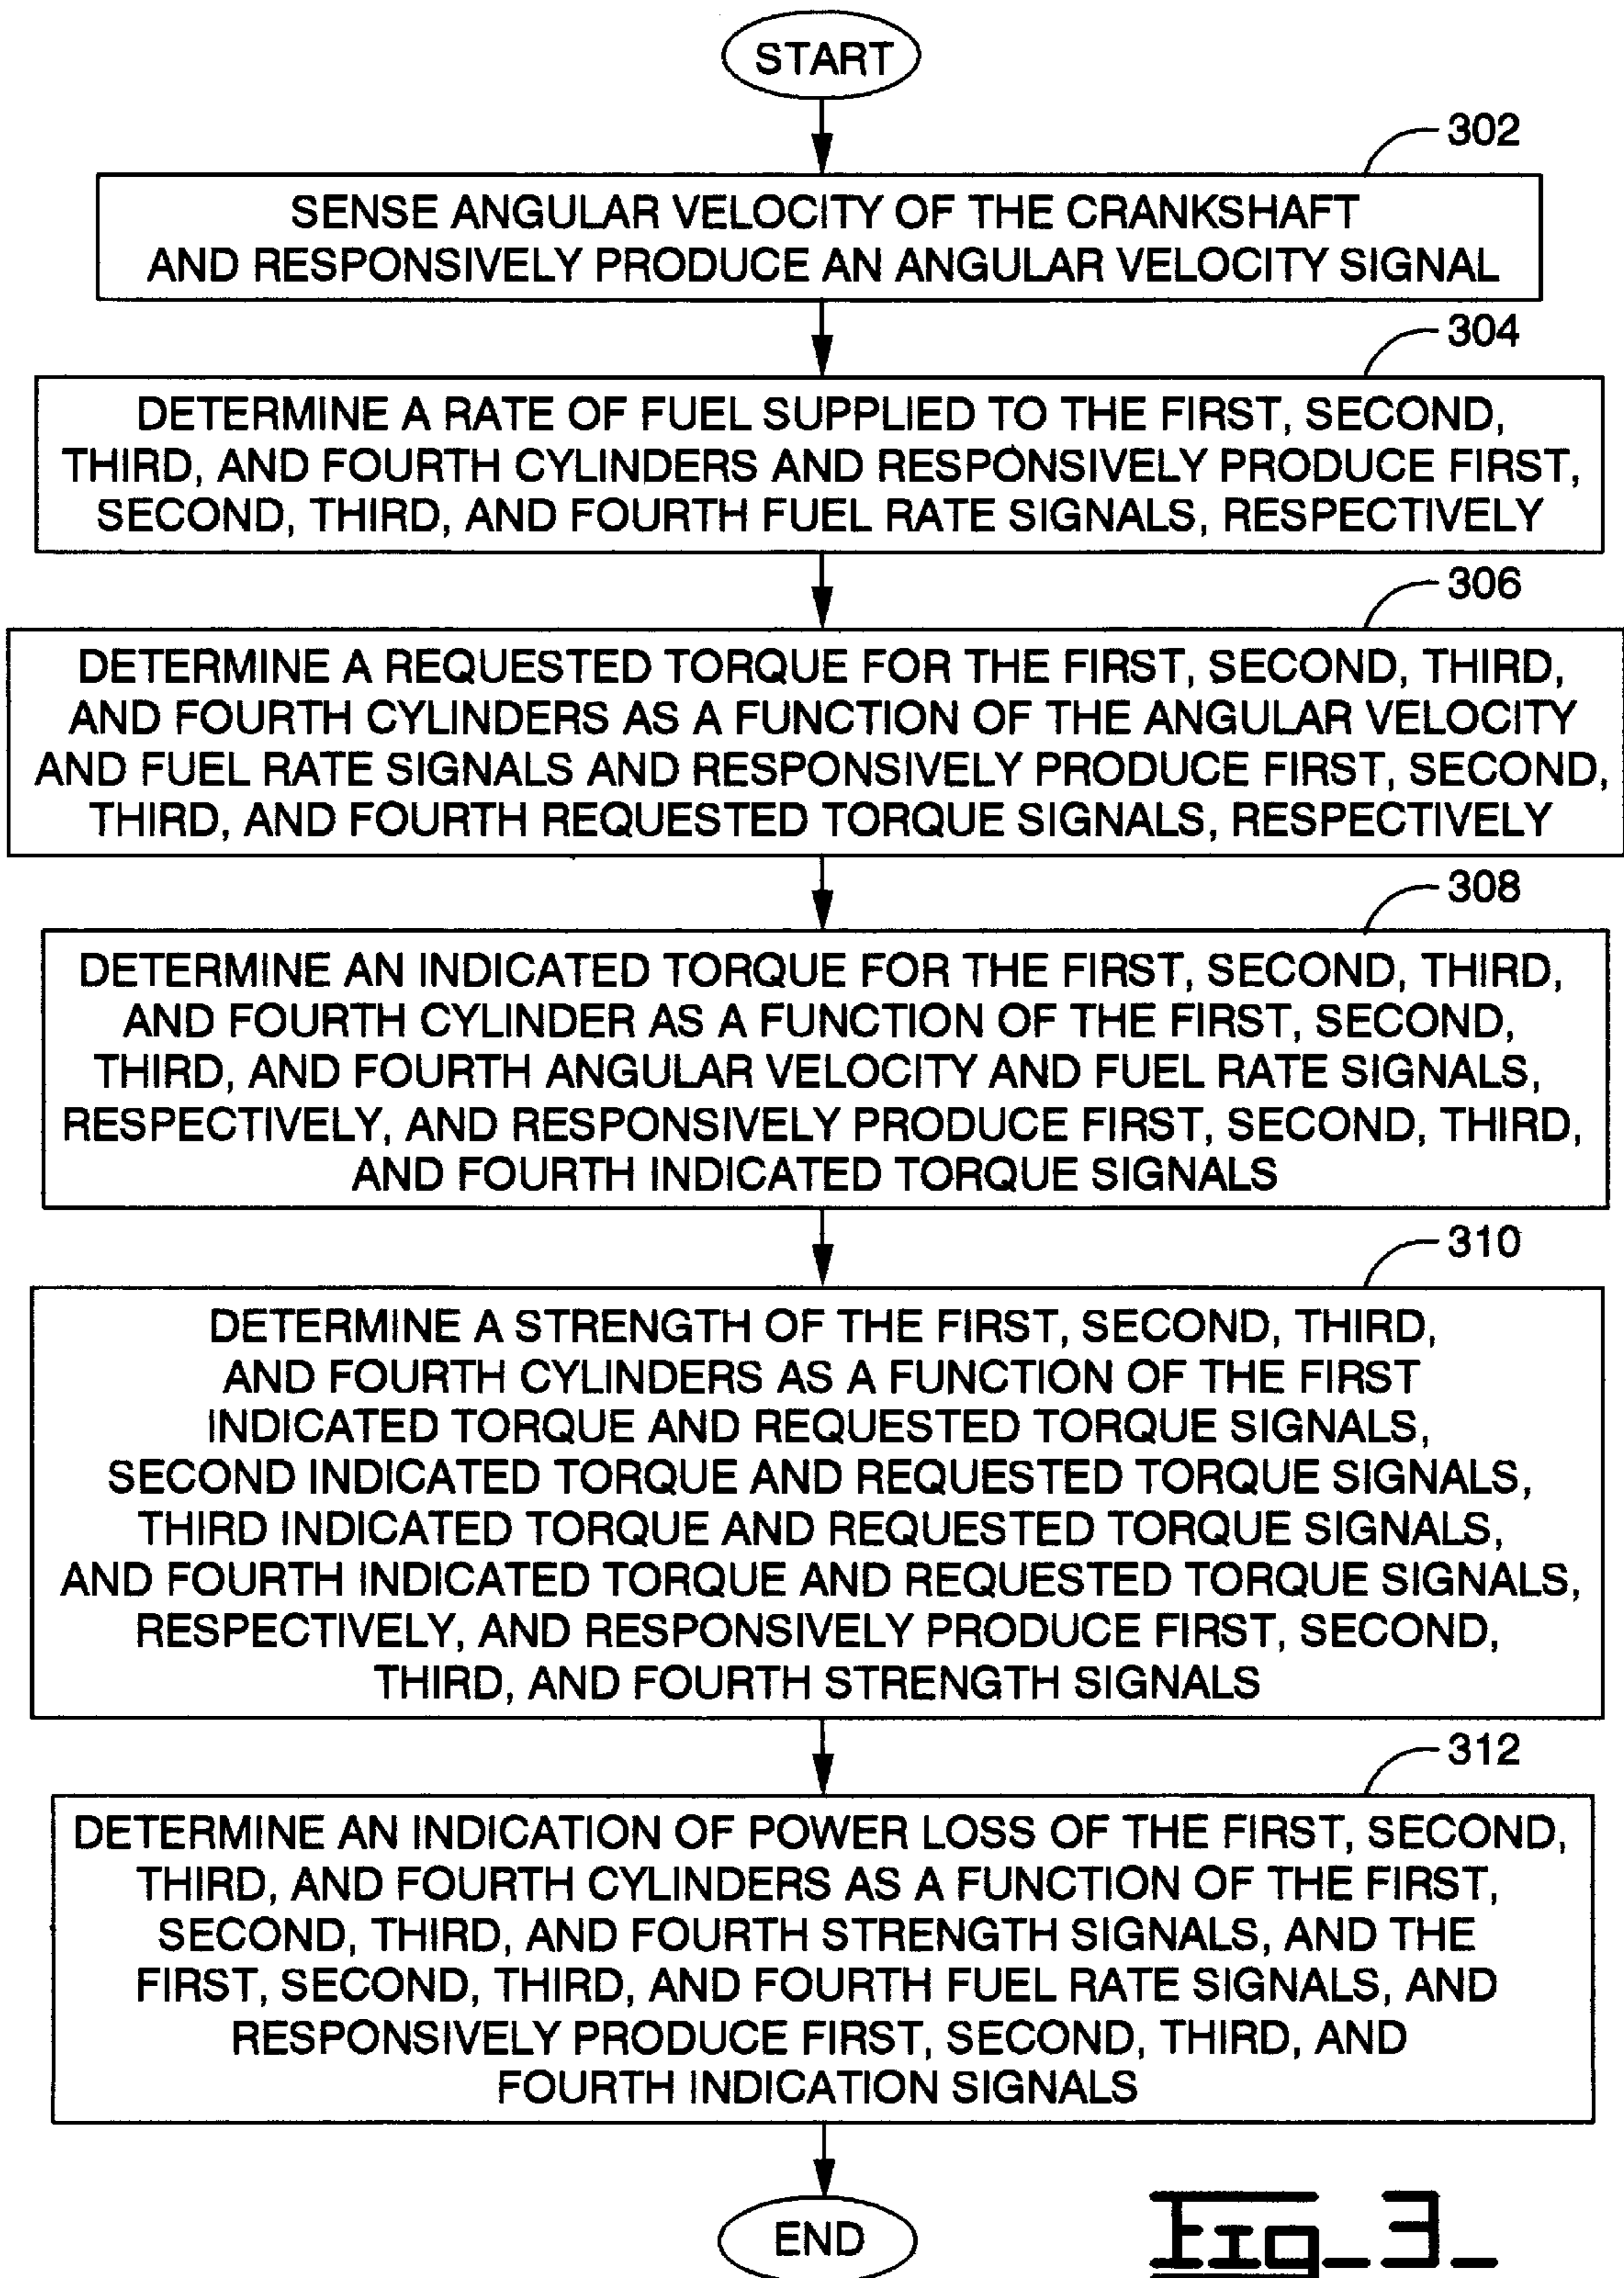 START
302
SENSE ANGULAR VELOCITY OF THE CRANKSHAFT
AND RESPONSIVELY PRODUCE AN ANGULAR VELOCITY SIGNAL
304
DETERMINE A RATE OF FUEL SUPPLIED TO THE FIRST, SECOND,
THIRD, AND FOURTH CYLINDERS AND RESPONSIVELY PRODUCE FIRST,
SECOND, THIRD, AND FOURTH FUEL RATE SIGNALS, RESPECTIVELY
306
DETERMINE A REQUESTED TORQUE FOR THE FIRST, SECOND, THIRD,
AND FOURTH CYLINDERS AS A FUNCTION OF THE ANGULAR VELOCITY
AND FUEL RATE SIGNALS AND RESPONSIVELY PRODUCE FIRST, SECOND,
THIRD, AND FOURTH REQUESTED TORQUE SIGNALS, RESPECTIVELY
308
DETERMINE AN INDICATED TORQUE FOR THE FIRST, SECOND, THIRD,
AND FOURTH CYLINDER AS A FUNCTION OF THE FIRST, SECOND,
THIRD, AND FOURTH ANGULAR VELOCITY AND FUEL RATE SIGNALS,
RESPECTIVELY, AND RESPONSIVELY PRODUCE FIRST, SECOND, THIRD,
AND FOURTH INDICATED TORQUE SIGNALS
310
DETERMINE A STRENGTH OF THE FIRST, SECOND, THIRD,
AND FOURTH CYLINDERS AS A FUNCTION OF THE FIRST
INDICATED TORQUE AND REQUESTED TORQUE SIGNALS,
SECOND INDICATED TORQUE AND REQUESTED TORQUE SIGNALS,
THIRD INDICATED TORQUE AND REQUESTED TORQUE SIGNALS,
AND FOURTH INDICATED TORQUE AND REQUESTED TORQUE SIGNALS,
RESPECTIVELY, AND RESPONSIVELY PRODUCE FIRST, SECOND,
THIRD, AND FOURTH STRENGTH SIGNALS
312
DETERMINE AN INDICATION OF POWER LOSS OF THE FIRST, SECOND,
THIRD, AND FOURTH CYLINDERS AS A FUNCTION OF THE FIRST,
SECOND, THIRD, AND FOURTH STRENGTH SIGNALS, AND THE
FIRST, SECOND, THIRD, AND FOURTH FUEL RATE SIGNALS, AND
RESPONSIVELY PRODUCE FIRST, SECOND, THIRD, AND
FOURTH INDICATION SIGNALS
END
Fig_3_